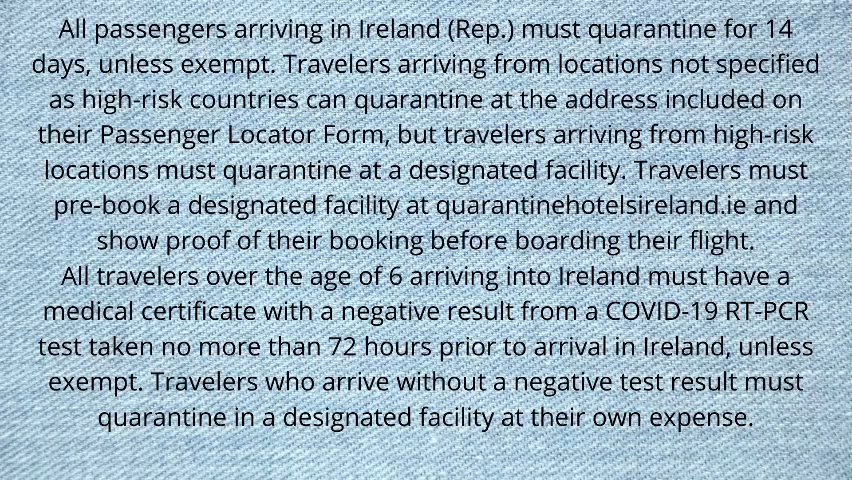 All passengers arriving in Ireland (Rep.) must quarantine for 14
days, unless exempt. Travelers arriving from locations not specified
as high-risk countries can quarantine at the address included on
their Passenger Locator Form, but travelers arriving from high-risk
locations must quarantine at a designated facility. Travelers must
pre-book a designated facility at quarantinehotelsireland.ie and
show proof of their booking before boarding their flight.
All travelers over the age of 6 arriving into Ireland must have a
medical certificate with a negative result from a COVID-19 RT-PCR
test taken no more than 72 hours prior to arrival in Ireland, unless
exempt. Travelers who arrive without a negative test result must
quarantine in a designated facility at their own expense.